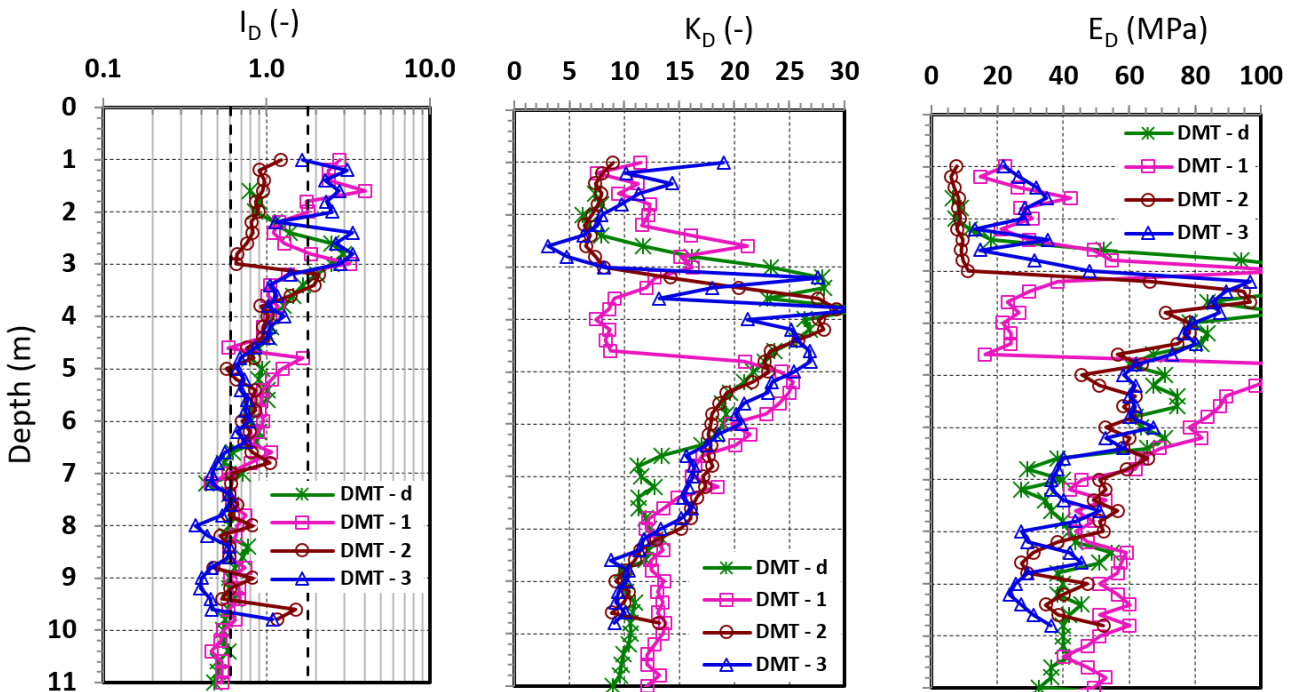 I_D (-)
K_D (-)
E_D (MPa)
0.1 1.0 10.0
0 5 10 15 20 25 30
0 20 40 60 80 100
Depth (m)
0
1
2
3
4
5
6
7
8
9
10
11
DMT - d
DMT - 1
DMT - 2
DMT - 3
DMT - d
DMT - 1
DMT - 2
DMT - 3
DMT - d
DMT - 1
DMT - 2
DMT - 3